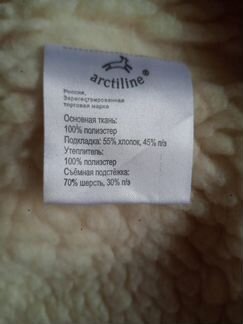 arctiline®
Россия,
Зарегистрированная
торговая марка
Основная ткань:
100% полиэстер
Подкладка: 55% хлопок, 45% п/э
Утеплитель:
100% полиэстер
Съёмная подстёжка:
70% шерсть, 30% п/э